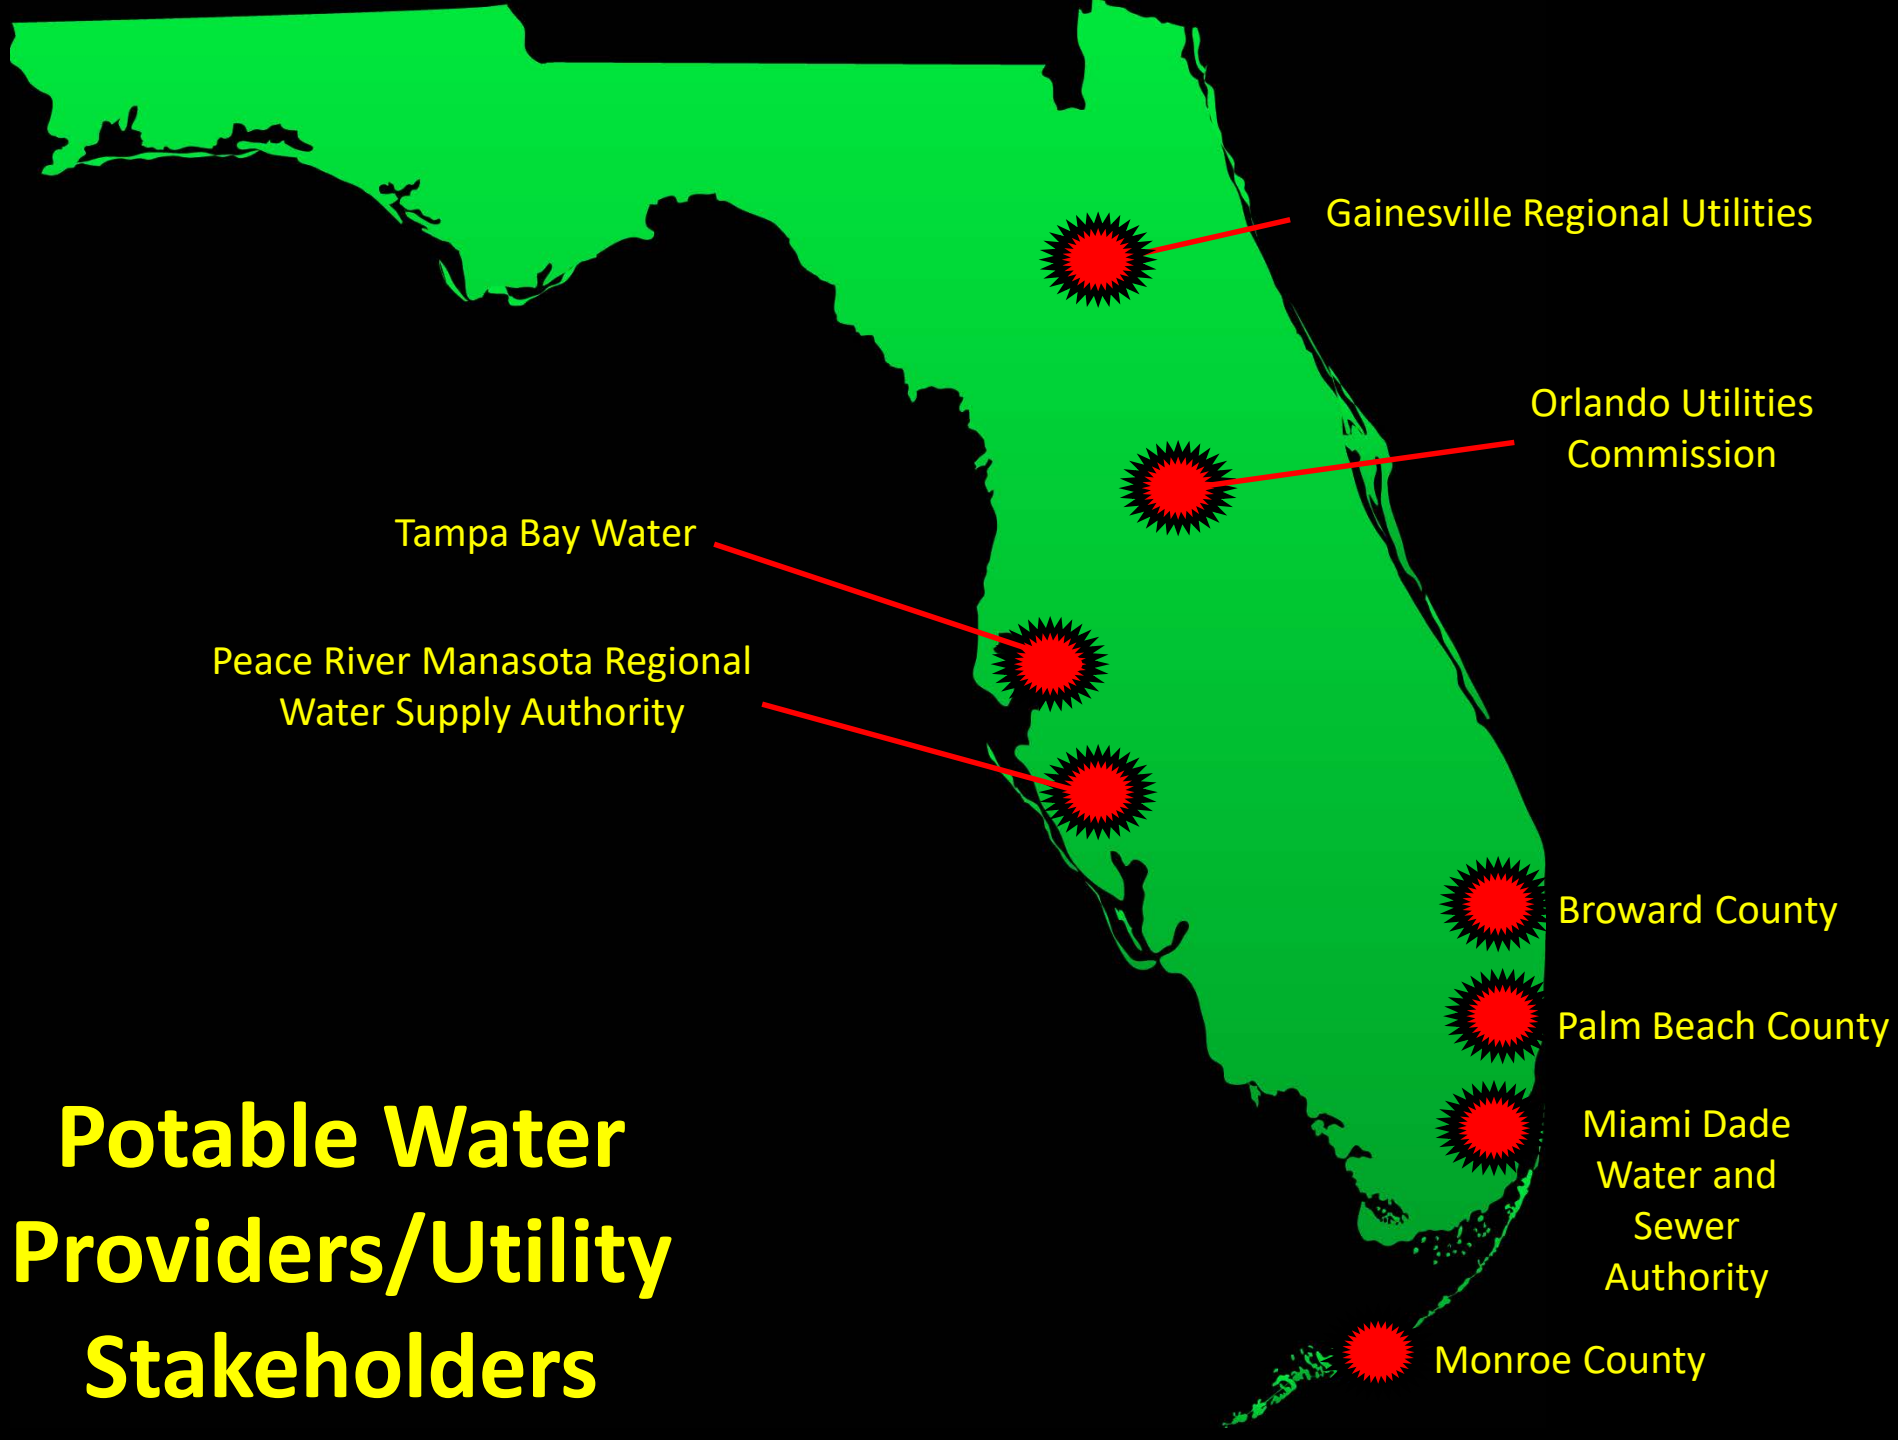 Gainesville Regional Utilities
Orlando Utilities
Commission
Tampa Bay Water
Peace River Manasota Regional
Water Supply Authority
Broward County
Palm Beach County
Miami Dade
Water and
Sewer
Authority
Monroe County
Potable Water
Providers/Utility
Stakeholders